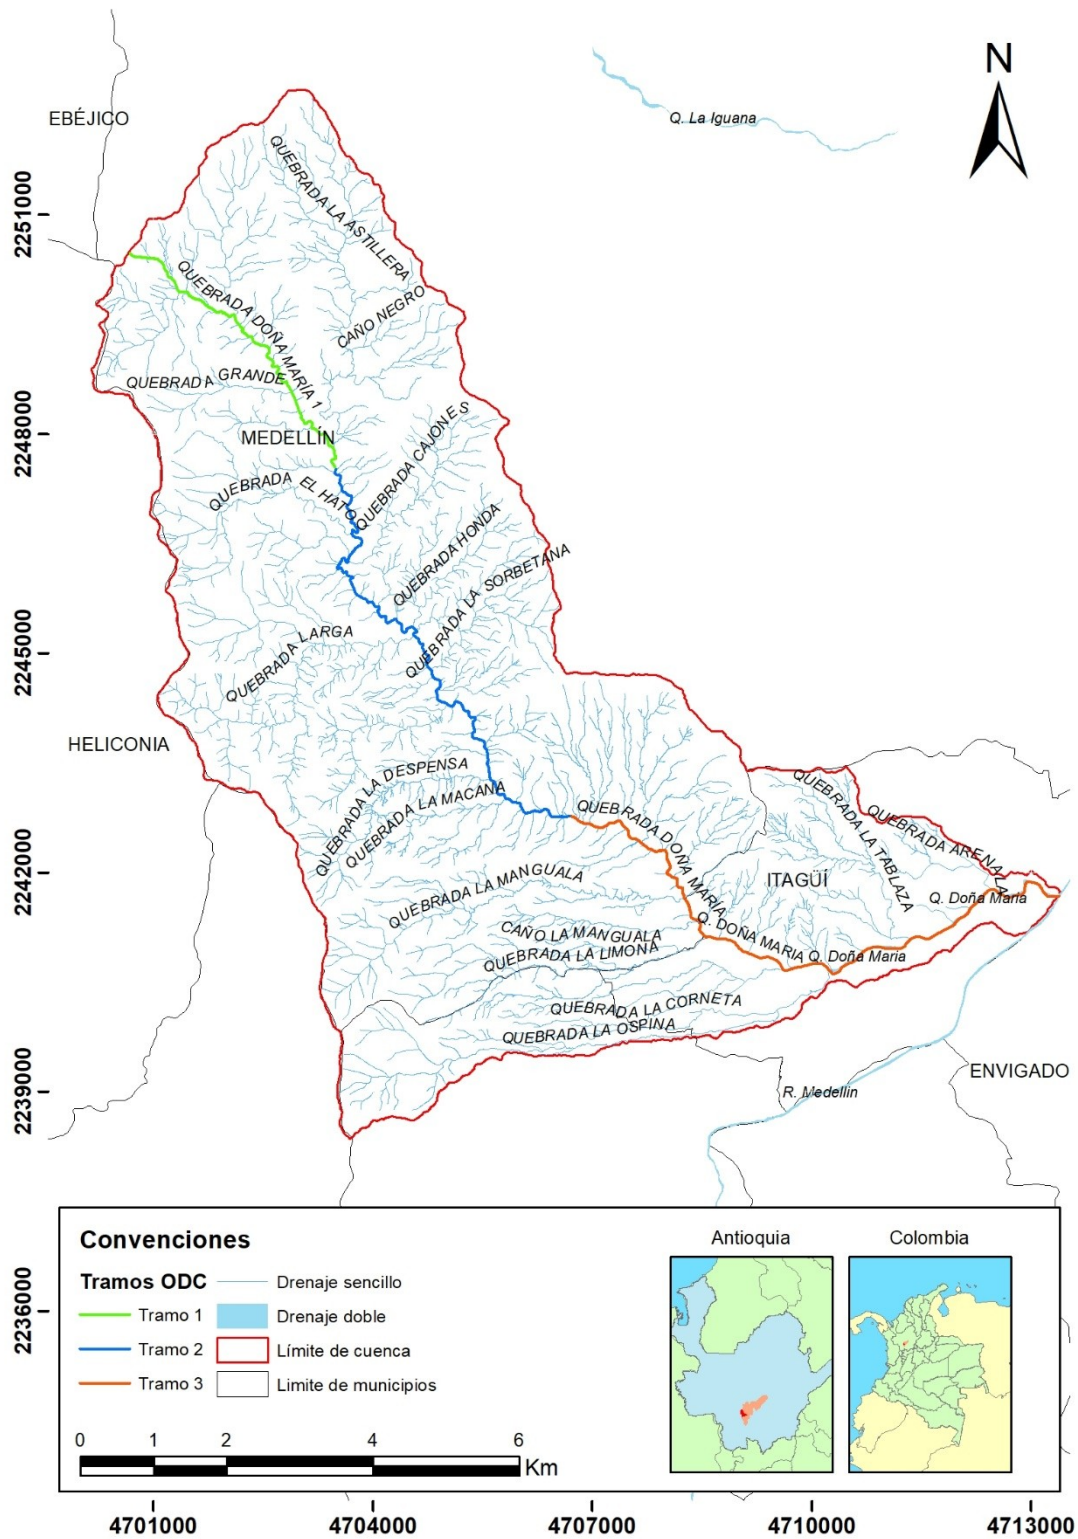 N
EBÉJICO
Q. La Iguana
QUEBRADA LA ASTILLERA
2251000
QUEBRADA DOÑA MARÍA 1
CAÑO NEGRO
QUEBRADA GRANDE
2248000
MEDELLÍN
QUEBRADA CAJONES
QUEBRADA EL HATO
QUEBRADA HONDA
QUEBRADA LA SORBETANA
2245000
QUEBRADA LARGA
HELICONIA
QUEBRADA LA DESPENSA
QUEBRADA LA MACANA
QUEBRADA DOÑA MARÍA
QUEBRADA LA TABLAZA
QUEBRADA ARENALA
2242000
ITAGÜÍ
QUEBRADA LA MANGUALA
Q. Doña Maria
Q. DOÑA MARIA
Q. Doña Maria
CAÑO LA MANGUALA
QUEBRADA LA LIMONA
QUEBRADA LA CORNETA
QUEBRADA LA OSPINA
2239000
ENVIGADO
R. Medellin
Convenciones
Tramos ODC
Tramo 1
Tramo 2
Tramo 3
Drenaje sencillo
Drenaje doble
Límite de cuenca
Limite de municipios
0 1 2 4 6 Km
Antioquia
Colombia
2236000
4701000 4704000 4707000 4710000 4713000